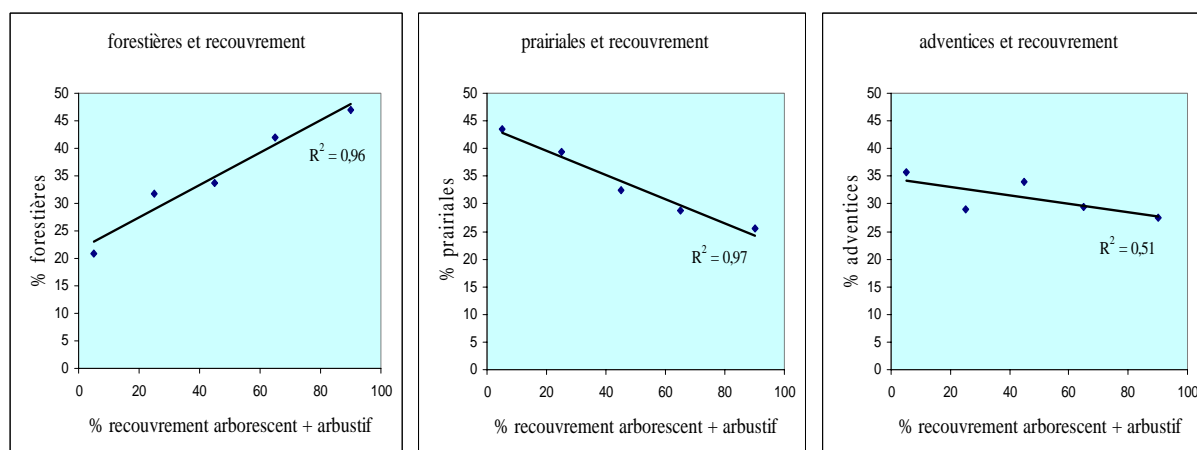 forestières et recouvrement
50
45
40
35
30
25
20
15
10
5
0
% forestières
R² = 0,96
0 20 40 60 80 100
% recouvrement arborescent + arbustif
prairiales et recouvrement
50
45
40
35
30
25
20
15
10
5
0
% prairiales
R² = 0,97
0 20 40 60 80 100
% recouvrement arborescent + arbustif
adventices et recouvrement
50
45
40
35
30
25
20
15
10
5
0
% adventices
R² = 0,51
0 20 40 60 80 100
% recouvrement arborescent + arbustif